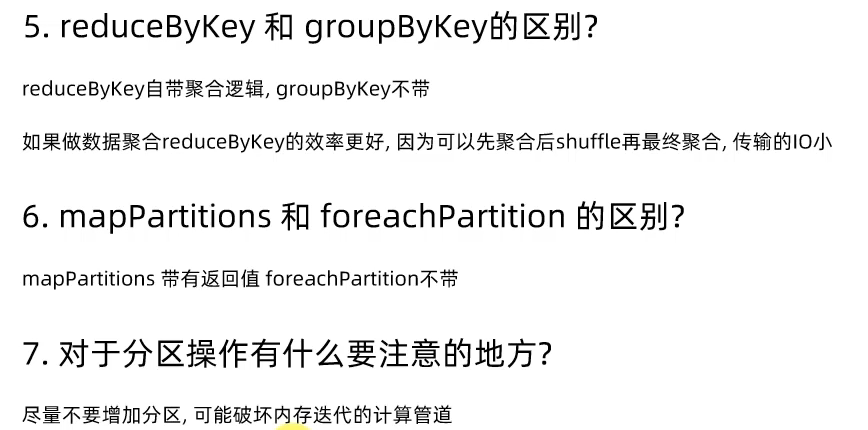 5. reduceByKey 和 groupByKey的区别?
reduceByKey自带聚合逻辑, groupByKey不带
如果做数据聚合reduceByKey的效率更好, 因为可以先聚合后shuffle再最终聚合, 传输的IO小
6. mapPartitions 和 foreachPartition 的区别?
mapPartitions 带有返回值 foreachPartition不带
7. 对于分区操作有什么要注意的地方?
尽量不要增加分区, 可能破坏内存迭代的计算管道